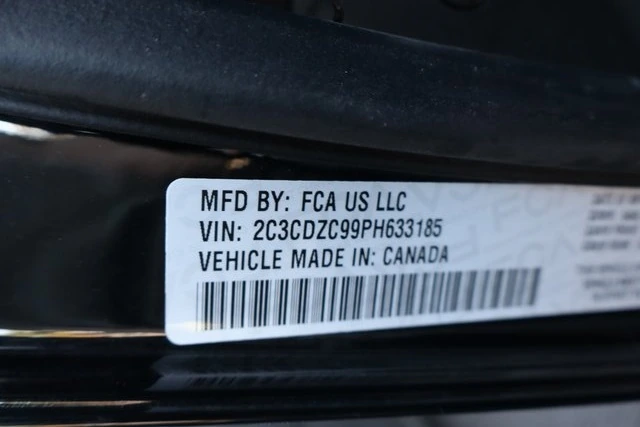 MFD BY: FCA US LLC
VIN: 2C3CDZC99PH633185
VEHICLE MADE IN: CANADA